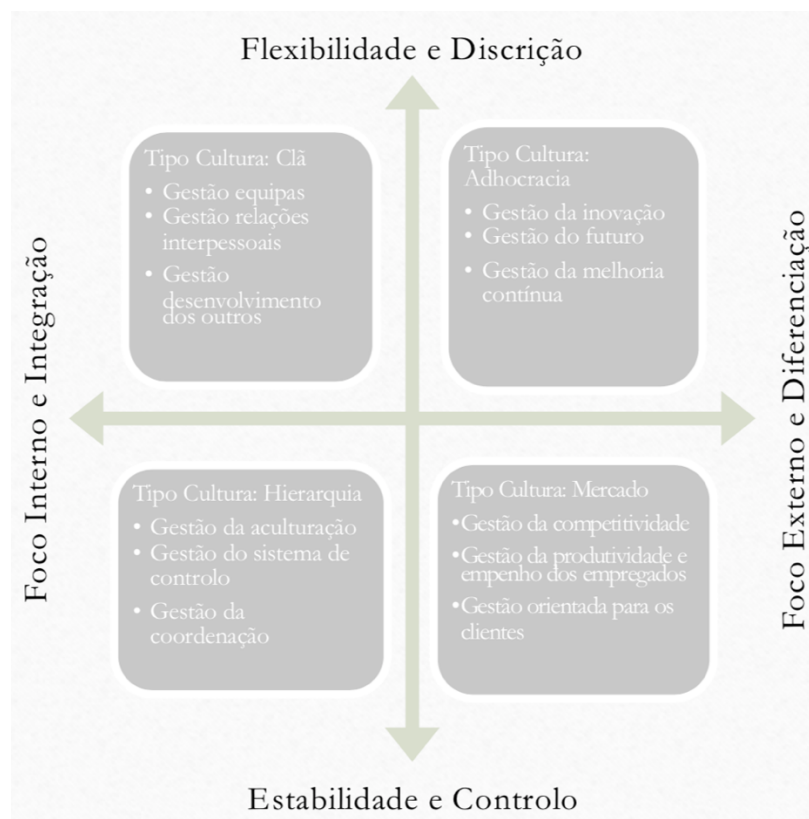 Flexibilidade e Discrição
Tipo Cultura: Clã
• Gestão equipas
• Gestão relações
interpessoais
• Gestão
desenvolvimento
dos outros
Tipo Cultura:
Adhocracia
• Gestão da inovação
• Gestão do futuro
• Gestão da melhoria
contínua
Foco Interno e Integração
Foco Externo e Diferenciação
Tipo Cultura: Hierarquia
• Gestão da aculturação
• Gestão do sistema de
controlo
• Gestão da
coordenação
Tipo Cultura: Mercado
•Gestão da competitividade
•Gestão da produtividade e
empenho dos empregados
•Gestão orientada para os
clientes
Estabilidade e Controlo